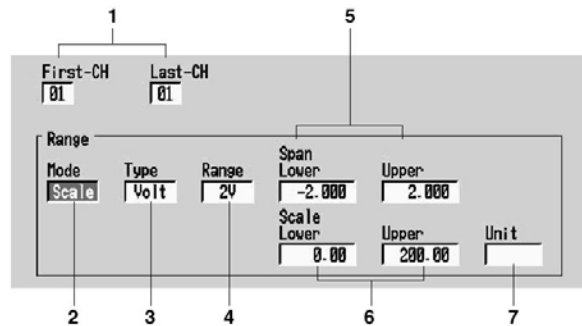 1 5
First-CH Last-CH
01 01
Range
Span
Mode Type Range Lower Upper
Scale Volt 2V -2.000 2.000
Scale
Lower Upper Unit
0.00 200.00
2 3 4 6 7